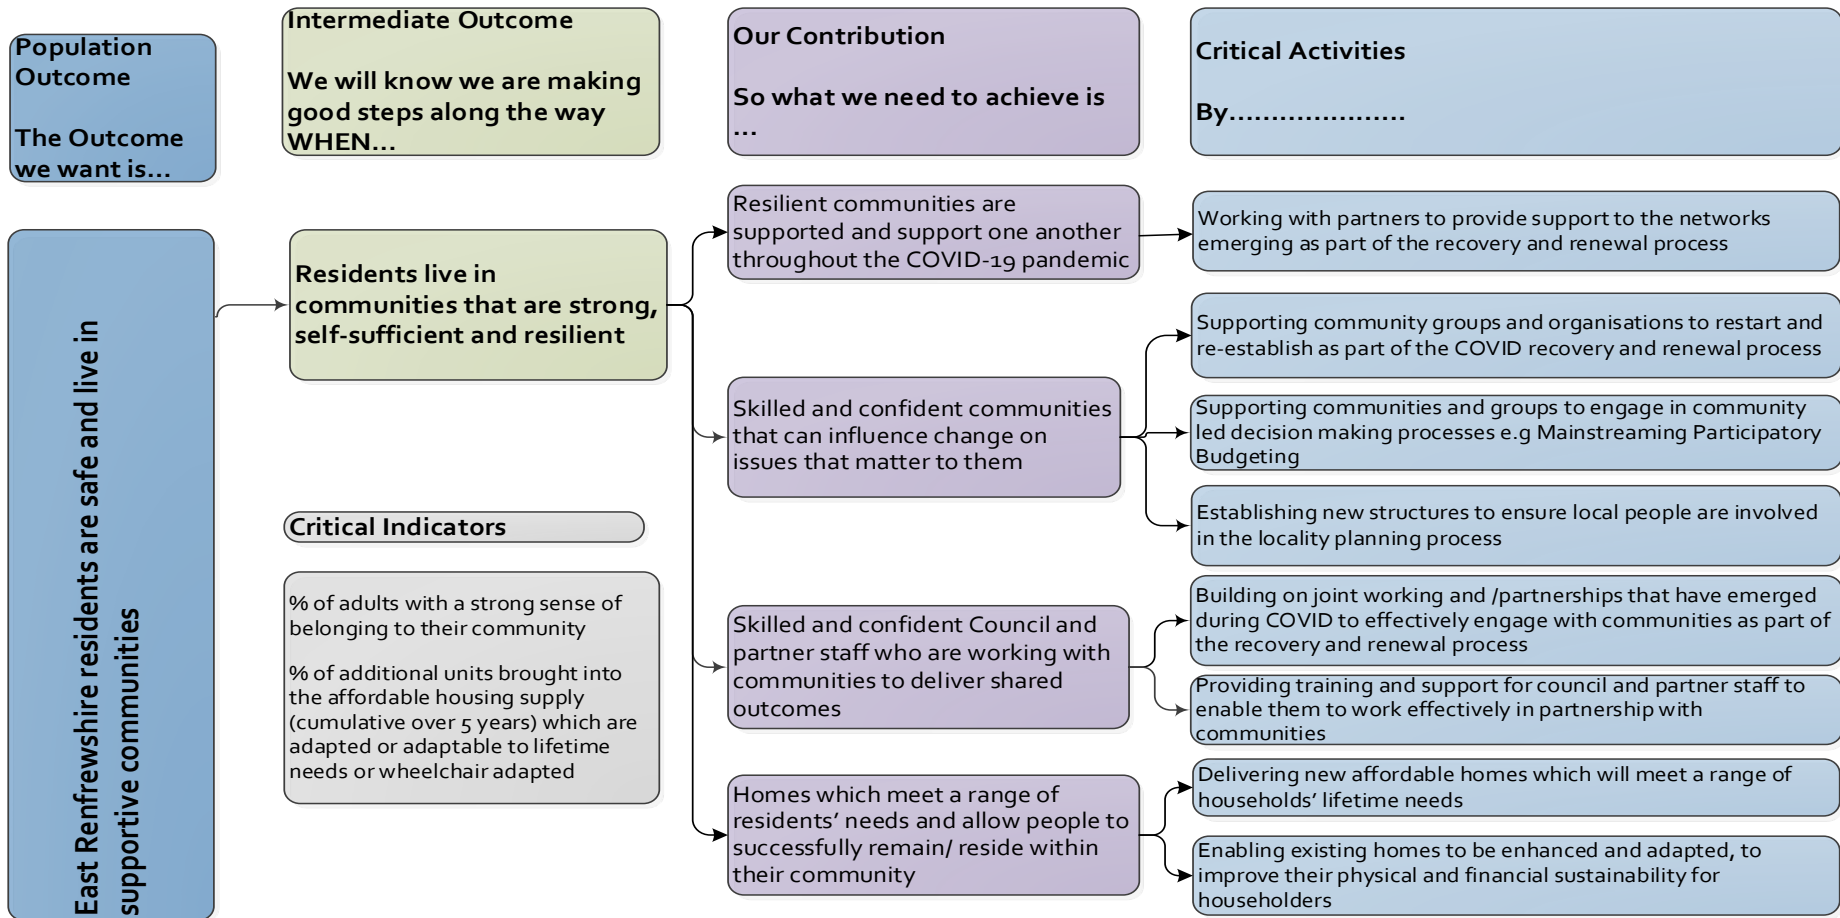 Population
Outcome
The Outcome
we want is...
Intermediate Outcome
We will know we are making
good steps along the way
WHEN...
Our Contribution
So what we need to achieve is
...
Critical Activities
By.....................
East Renfrewshire residents are safe and live in
supportive communities
Residents live in
communities that are strong,
self-sufficient and resilient
Critical Indicators
% of adults with a strong sense of
belonging to their community
% of additional units brought into
the affordable housing supply
(cumulative over 5 years) which are
adapted or adaptable to lifetime
needs or wheelchair adapted
Resilient communities are
supported and support one another
throughout the COVID-19 pandemic
Skilled and confident communities
that can influence change on
issues that matter to them
Skilled and confident Council and
partner staff who are working with
communities to deliver shared
outcomes
Homes which meet a range of
residents' needs and allow people to
successfully remain/ reside within
their community
Working with partners to provide support to the networks
emerging as part of the recovery and renewal process
Supporting community groups and organisations to restart and
re-establish as part of the COVID recovery and renewal process
Supporting communities and groups to engage in community
led decision making processes e.g Mainstreaming Participatory
Budgeting
Establishing new structures to ensure local people are involved
in the locality planning process
Building on joint working and /partnerships that have emerged
during COVID to effectively engage with communities as part of
the recovery and renewal process
Providing training and support for council and partner staff to
enable them to work effectively in partnership with
communities
Delivering new affordable homes which will meet a range of
households' lifetime needs
Enabling existing homes to be enhanced and adapted, to
improve their physical and financial sustainability for
householders